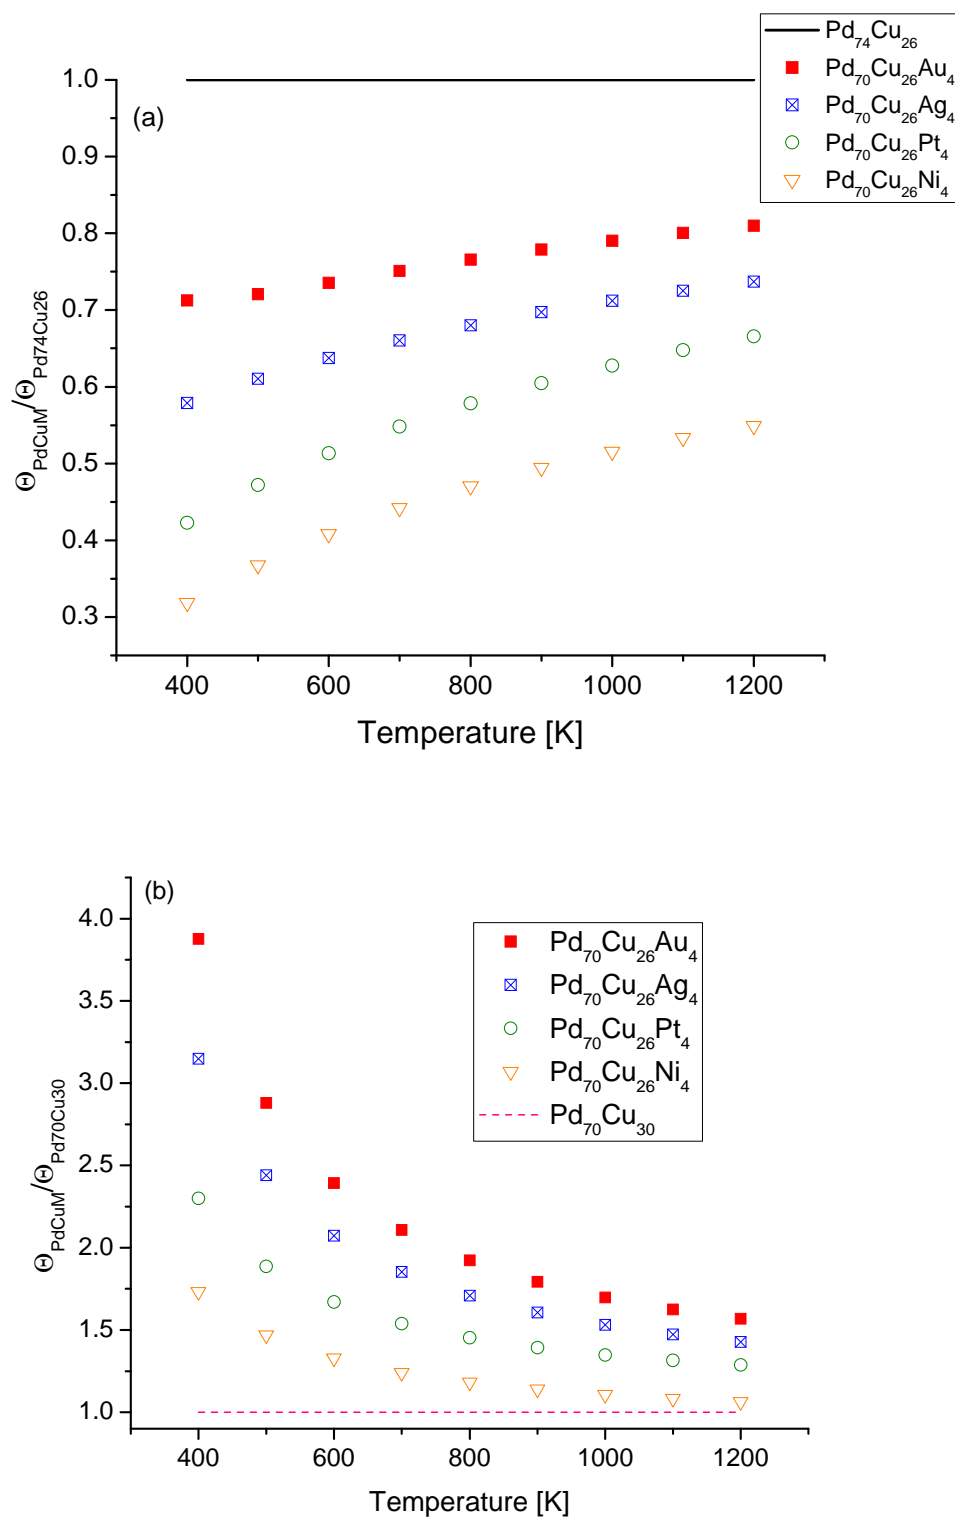 Pd74Cu26
Pd70Cu26Au4
Pd70Cu26Ag4
Pd70Cu26Pt4
Pd70Cu26Ni4
(a)
1.0
0.9
0.8
0.7
0.6
0.5
0.4
0.3
ΘPdCuM/ΘPd74Cu26
400 600 800 1000 1200
Temperature [K]
(b)
Pd70Cu26Au4
Pd70Cu26Ag4
Pd70Cu26Pt4
Pd70Cu26Ni4
Pd70Cu30
4.0
3.5
3.0
2.5
2.0
1.5
1.0
ΘPdCuM/ΘPd70Cu30
400 600 800 1000 1200
Temperature [K]